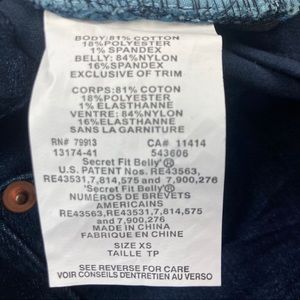 BODY:81% COTTON
18%POLYESTER
1% SPANDEX
BELLY: 84%NYLON
16%SPANDEX
EXCLUSIVE OF TRIM
CORPS:81% COTON
18%POLYESTER
1%ELASTHANNE
VENTRE: 84%NYLON
16%ELASTHANNE
SANS LA GARNITURE
RN# 79913 CA# 11414
13174-41 543606
Secret Fit Belly'®
U.S. PATENT Nos. RE43563,
RE43531,7,814,575 and 7,900,276
'Secret Fit Belly'®
NUMÉROS DE BREVETS
AMERICAINS
RE43563,RE43531,7,814,575
and 7,900,276
MADE IN CHINA
FABRIQUE EN CHINE
SIZE XS
TAILLE TP
SEE REVERSE FOR CARE
VOIR CONSEILS D'ENTRETIEN AU VERSO